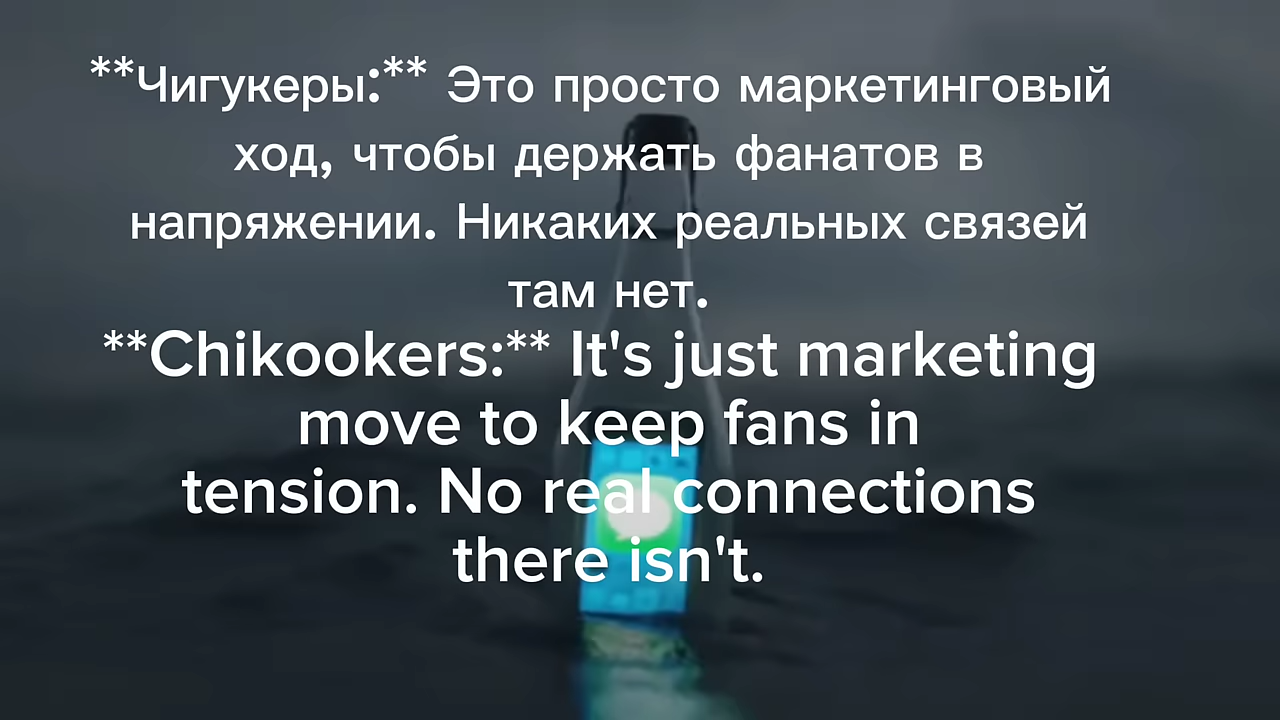 **Чигукеры:** Это просто маркетинговый
ход, чтобы держать фанатов в
напряжении. Никаких реальных связей
там нет.
**Chikookers:** It's just marketing
move to keep fans in
tension. No real connections
there isn't.